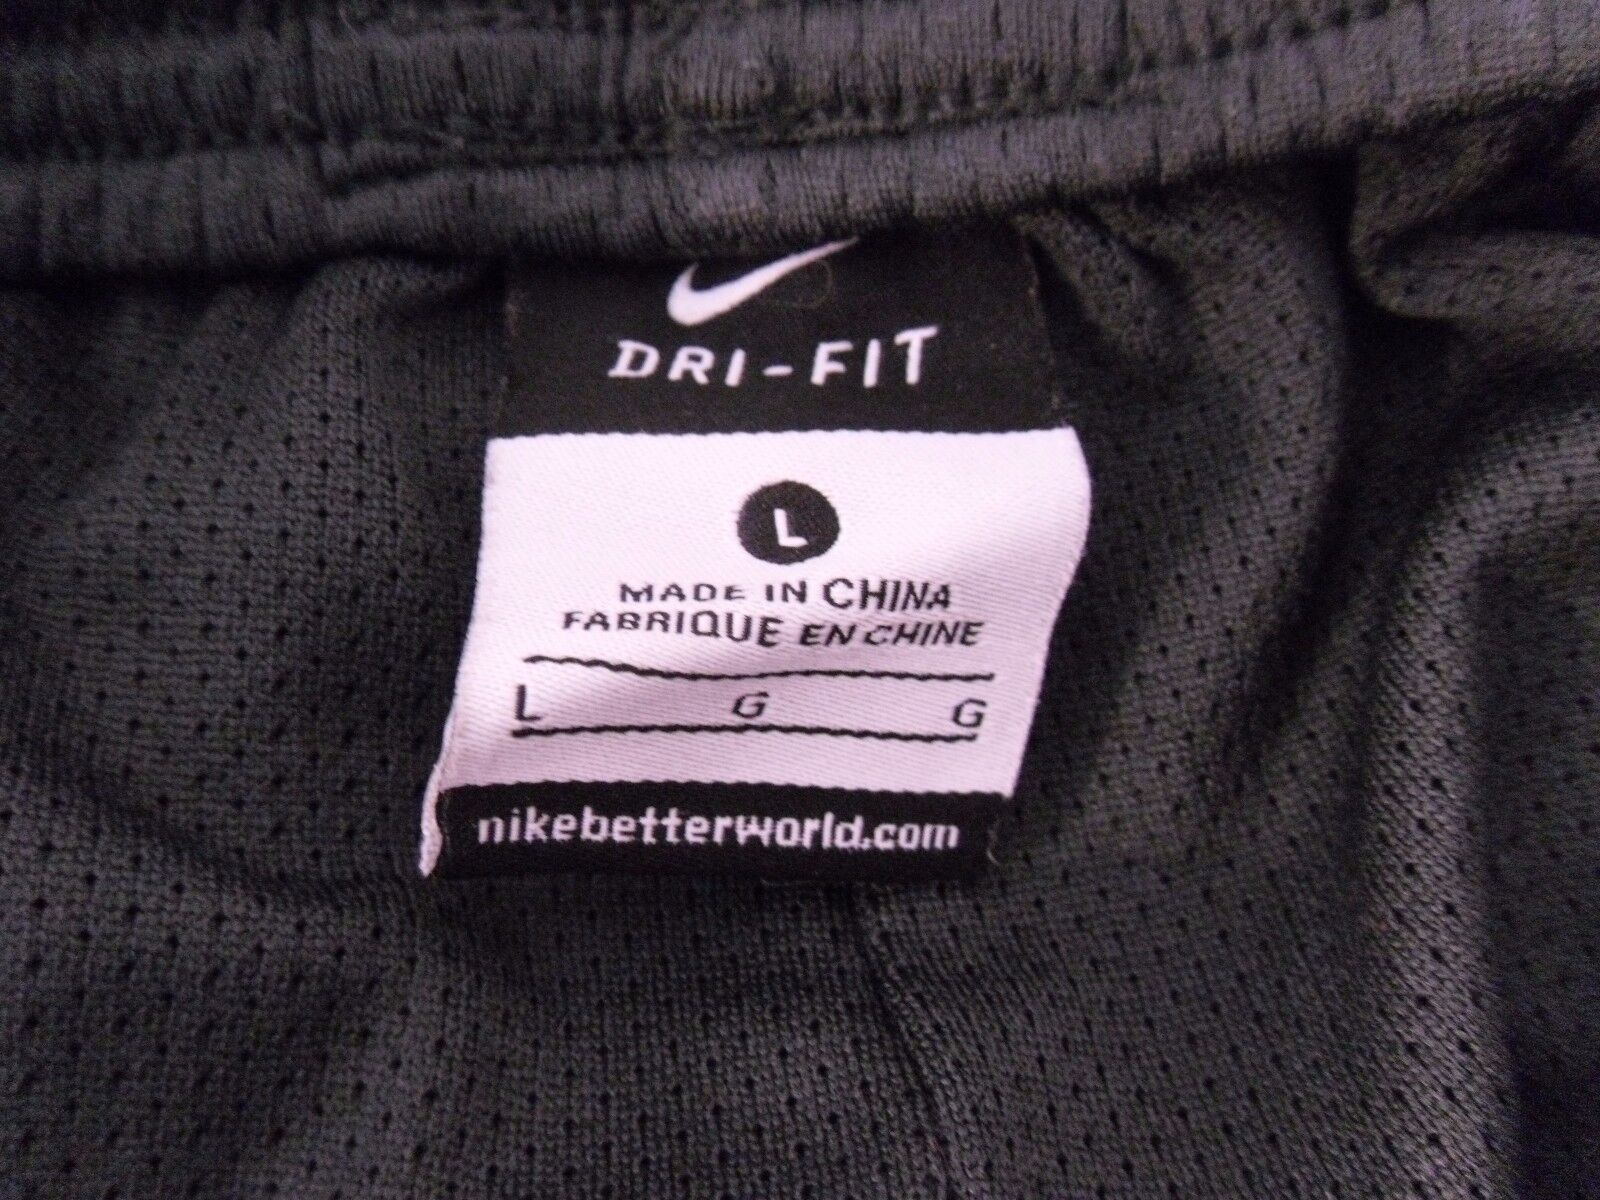 DRI-FIT
L
MADE IN CHINA
FABRIQUE EN CHINE
L G G
nikebetterworld.com